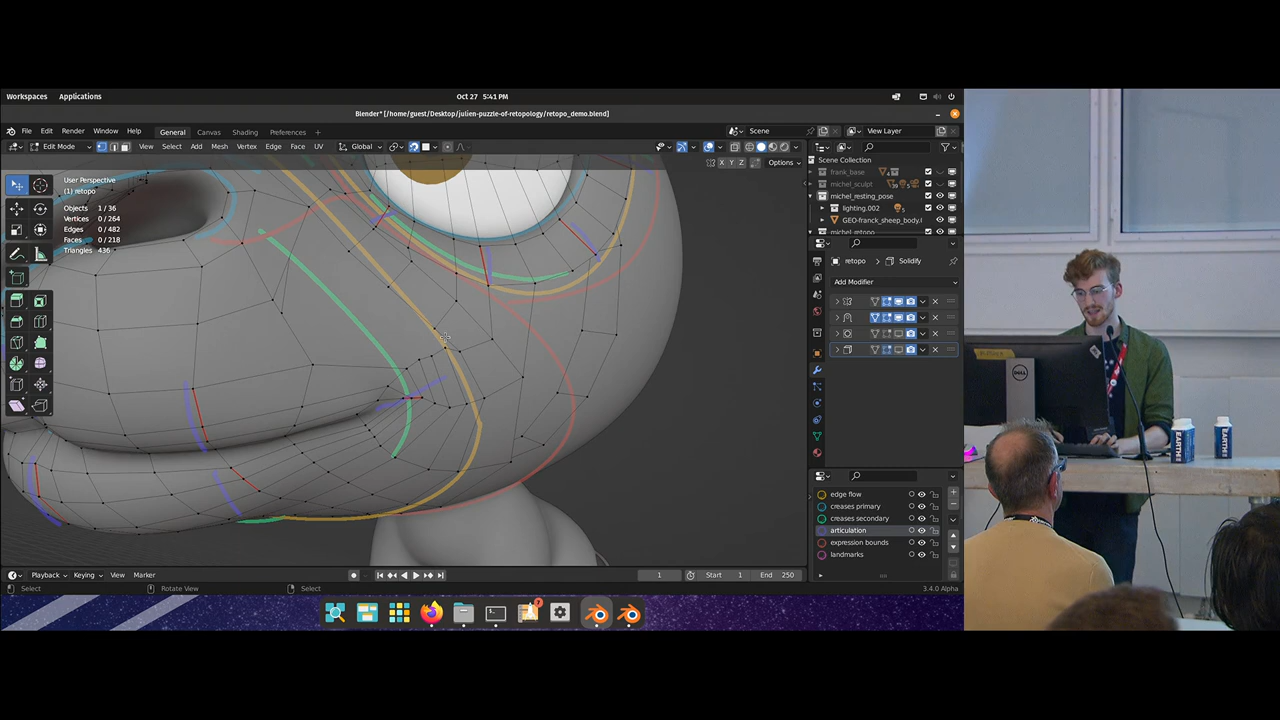 Workspaces Applications Oct 27 5:41 PM
Blender* [/home/guest/Desktop/julien-puzzle-of-retopology/retopo_demo.blend]
File Edit Render Window Help General Canvas Shading Preferences + Scene View Layer
Edit Mode View Select Add Mesh Vertex Edge Face UV Global
X Y Z Options
User Perspective
(1) retopo
Objects 1/36
Vertices 0/264
Edges 0/482
Faces 0/218
Triangles 436
Scene Collection
frank_base
michel_sculpt
michel_resting_pose
lighting.002
GEO-franck_sheep_body.l
michel_retopo
retopo > Solidify
Add Modifier
edge flow
creases primary
creases secondary
articulation
expression bounds
landmarks
Playback Keying View Marker 1 Start 1 End 250
Select Rotate View Select 3.4.0 Alpha
DELL
EARTH
EARTH